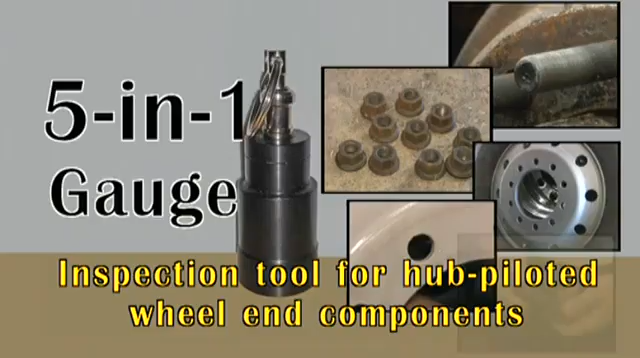 5-in-1
Gauge
Inspection tool for hub-piloted
wheel end components